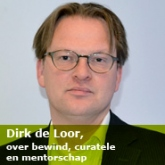 Dirk de Loor,
over bewind, curatele
en mentorschap